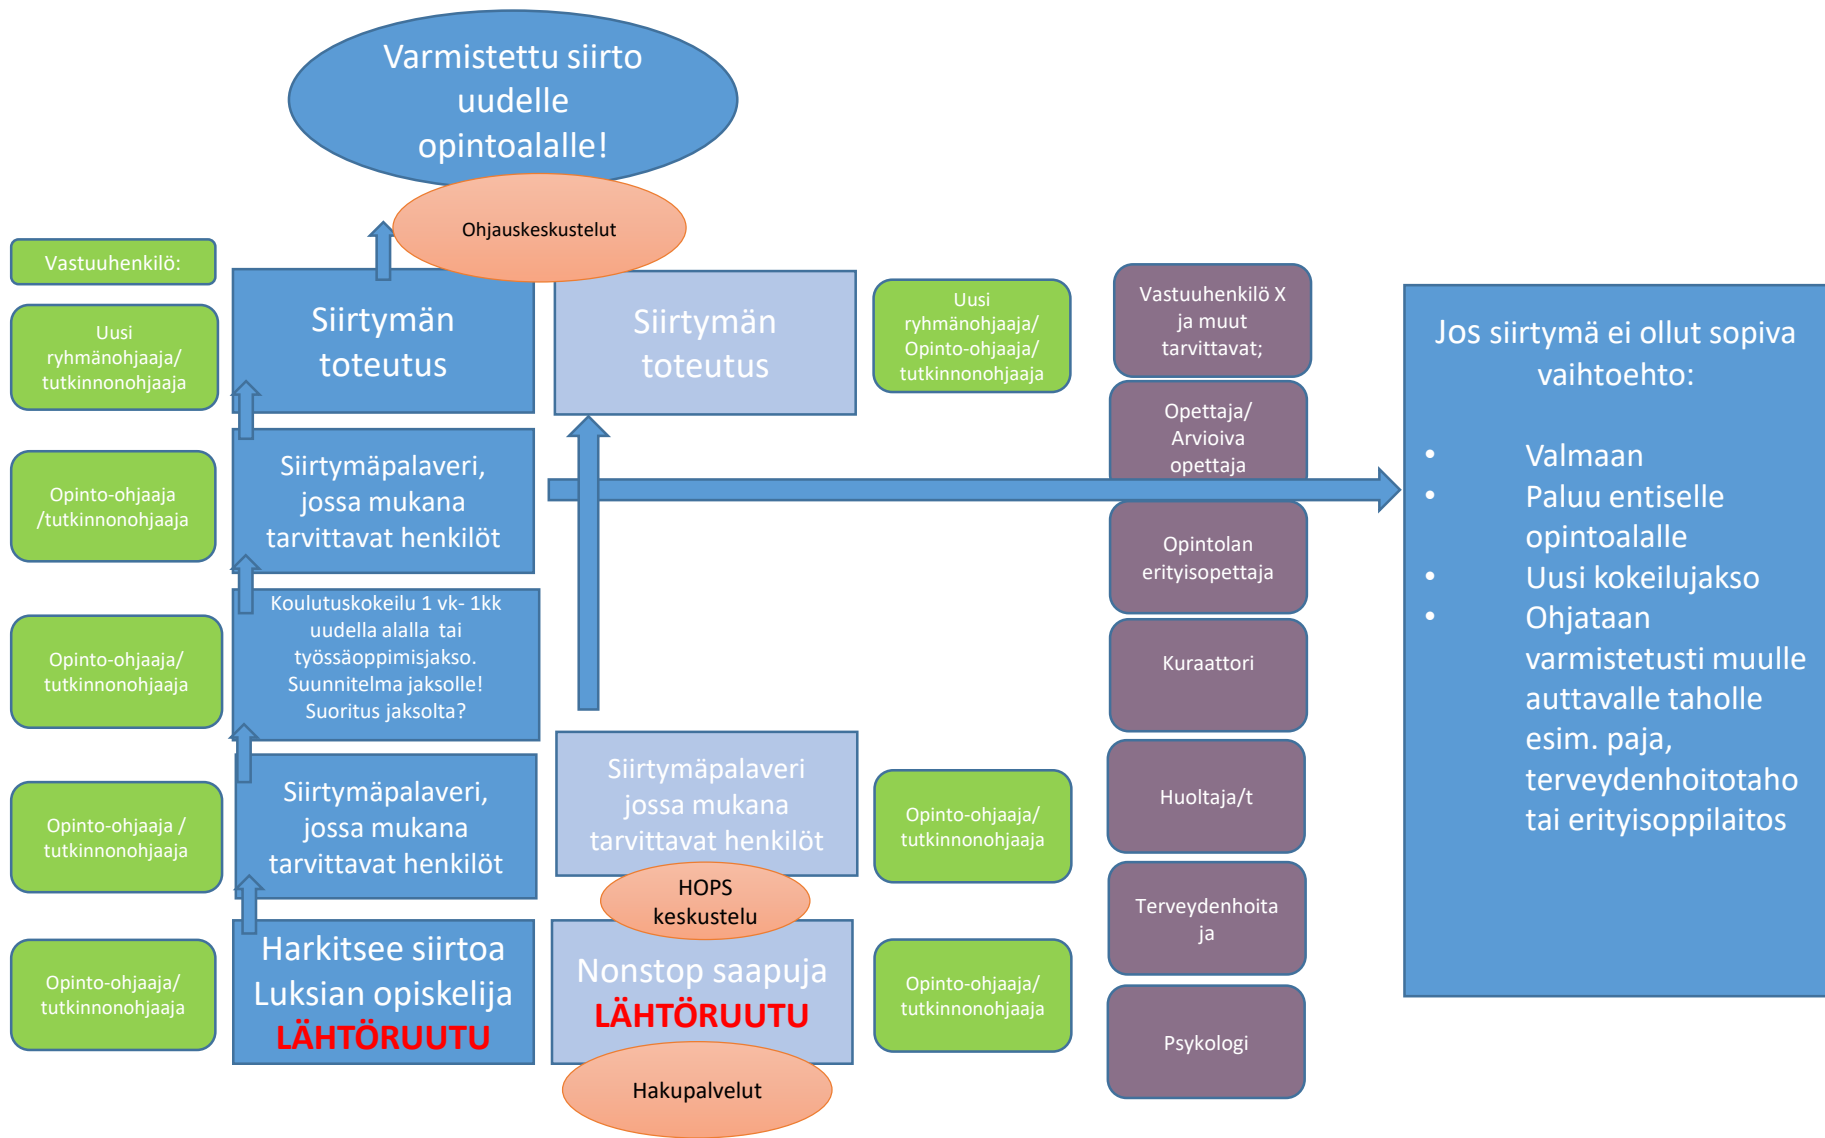 Varmistettu siirto
uudelle
opintoalalle!
Ohjauskeskustelut
Vastuuhenkilö:
Uusi
ryhmänohjaaja/
tutkinnonohjaaja
Siirtymän
toteutus
Siirtymän
toteutus
Uusi
ryhmänohjaaja/
Opinto-ohjaaja/
tutkinnonohjaaja
Opinto-ohjaaja
/tutkinnonohjaaja
Siirtymäpalaveri,
jossa mukana
tarvittavat henkilöt
Opinto-ohjaaja/
tutkinnonohjaaja
Koulutuskokeilu 1 vk- 1kk
uudella alalla tai
työssäoppimisjakso.
Suunnitelma jaksolle!
Suoritus jaksolta?
Opinto-ohjaaja /
tutkinnonohjaaja
Siirtymäpalaveri,
jossa mukana
tarvittavat henkilöt
Siirtymäpalaveri
jossa mukana
tarvittavat henkilöt
Opinto-ohjaaja/
tutkinnonohjaaja
HOPS
keskustelu
Opinto-ohjaaja/
tutkinnonohjaaja
Harkitsee siirtoa
Luksian opiskelija
LÄHTÖRUUTU
Nonstop saapuja
LÄHTÖRUUTU
Opinto-ohjaaja/
tutkinnonohjaaja
Hakupalvelut
Vastuuhenkilö X
ja muut
tarvittavat;
Opettaja/
Arvioiva
opettaja
Opintolan
erityisopettaja
Kuraattori
Huoltaja/t
Terveydenhoita
ja
Psykologi
Jos siirtymä ei ollut sopiva
vaihtoehto:
• Valmaan
• Paluu entiselle
opintoalalle
• Uusi kokeilujakso
• Ohjataan
varmistetusti muulle
auttavalle taholle
esim. paja,
terveydenhoitotaho
tai erityisoppilaitos